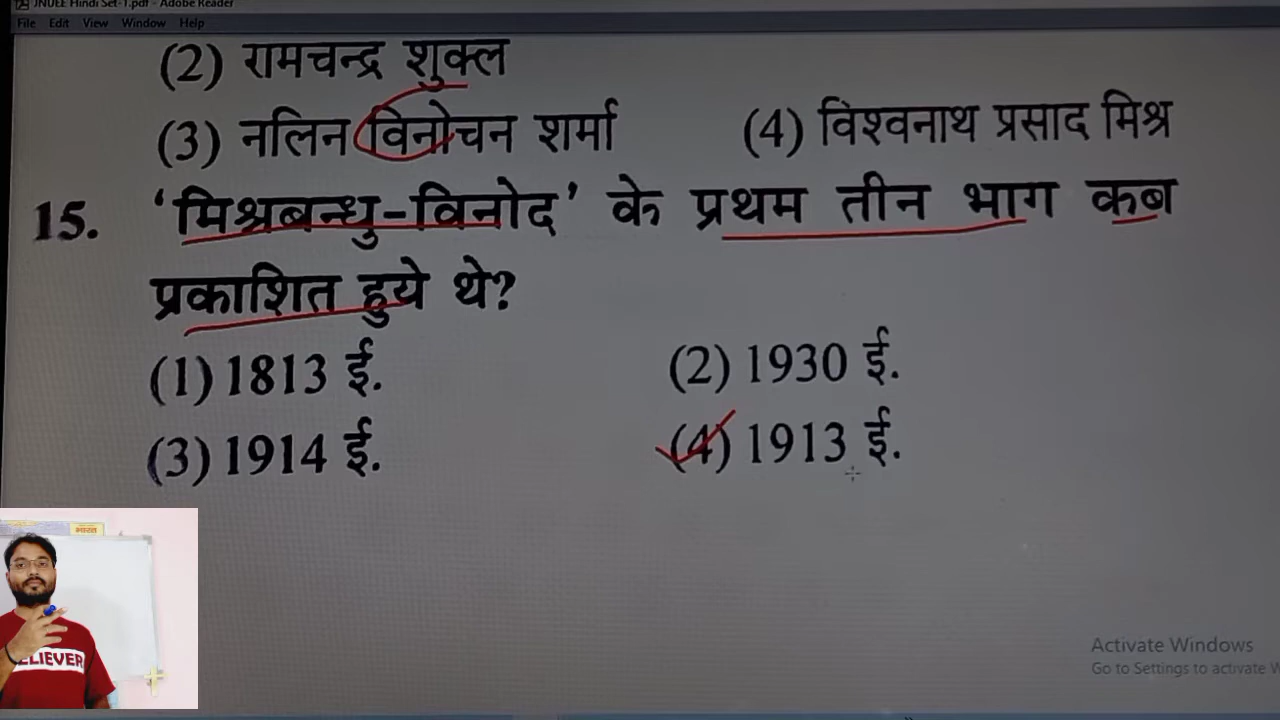 JNUEE Hindi Set-1.pdf - Adobe Reader
File Edit View Window Help
(2) रामचन्द्र शुक्ल
(3) नलिन विनोचन शर्मा (4) विश्वनाथ प्रसाद मिश्र
15. ‘मिश्रबन्धु-विनोद’ के प्रथम तीन भाग कब
प्रकाशित हुये थे?
(1) 1813 ई. (2) 1930 ई.
(3) 1914 ई. (4) 1913 ई.
भारत
ELIEVER
Activate Windows
Go to Settings to activate W